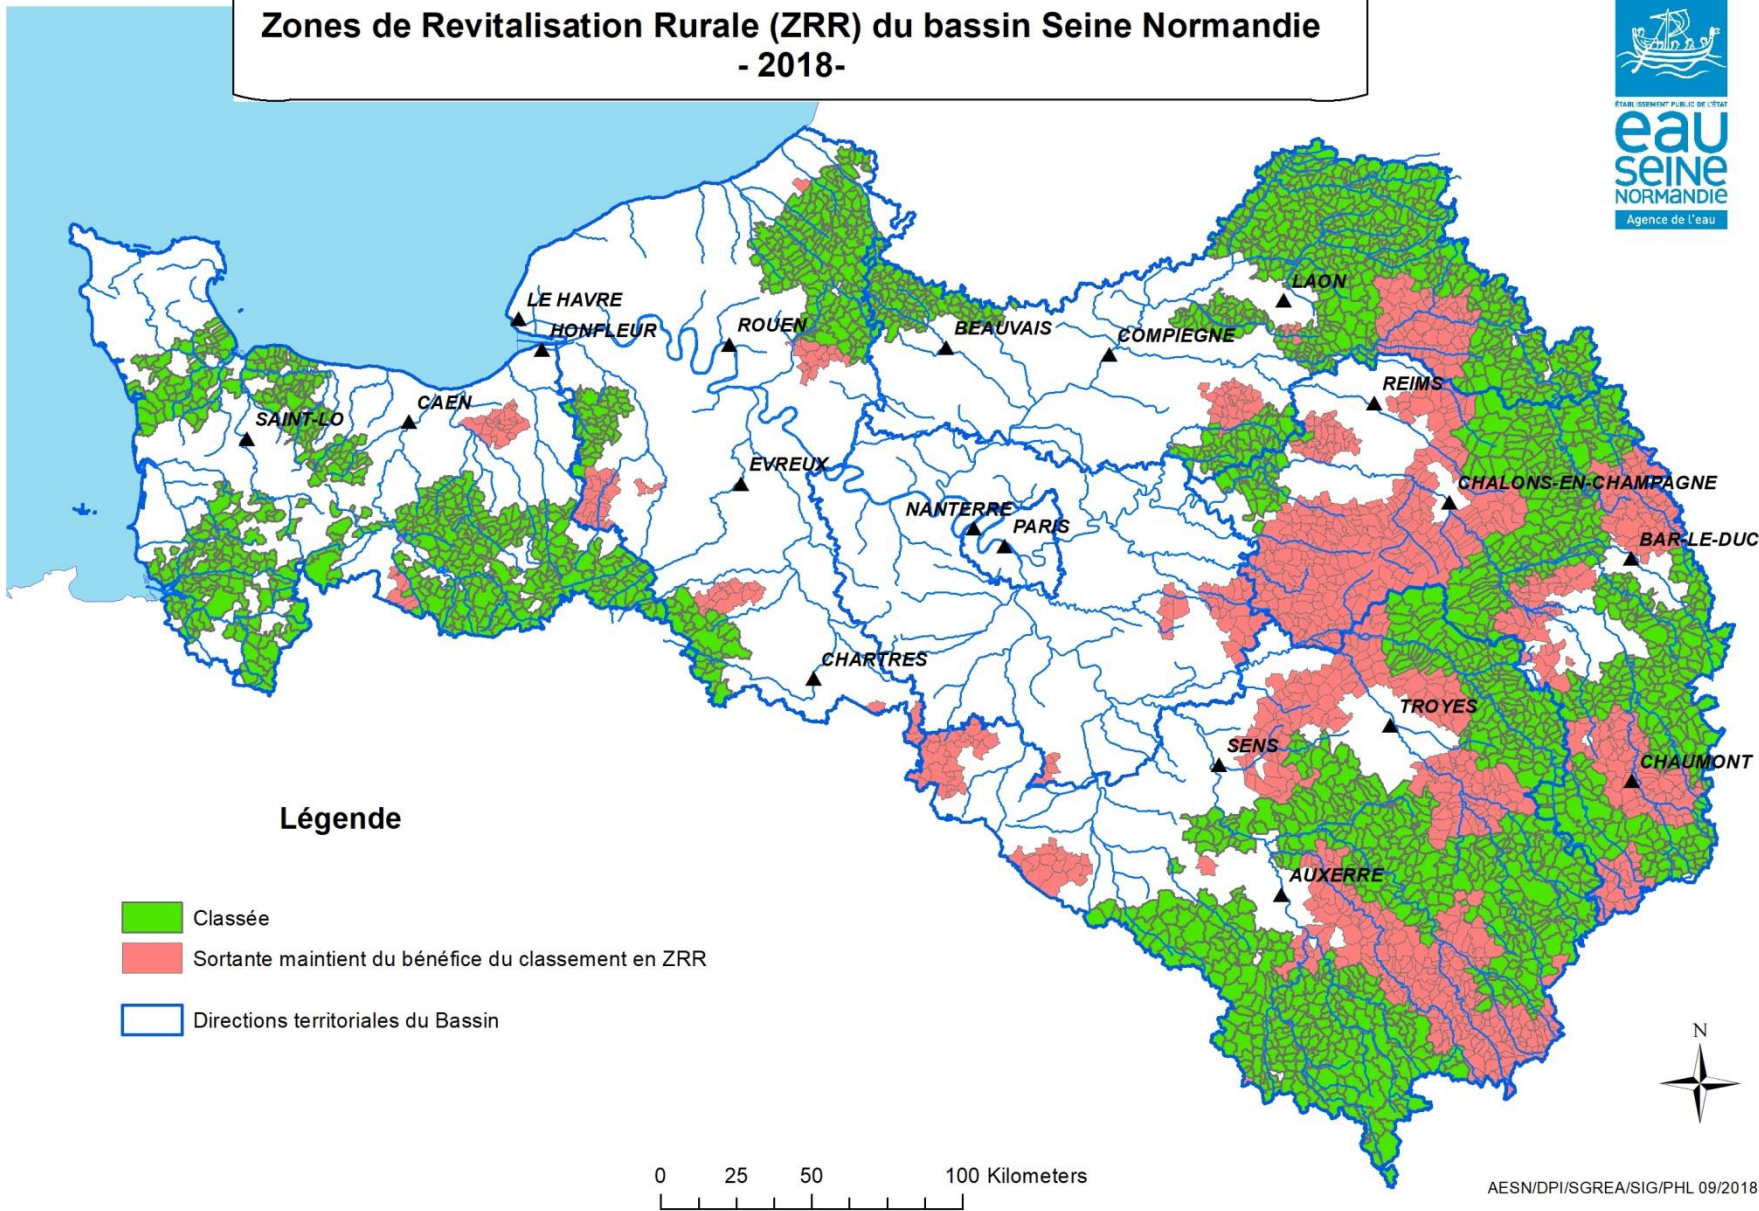 Zones de Revitalisation Rurale (ZRR) du bassin Seine Normandie
- 2018-
ÉTABLISSEMENT PUBLIC DE L'ÉTAT
eau
seine
NORMANDIE
Agence de l'eau
LE HAVRE
HONFLEUR
ROUEN
BEAUVAIS
COMPIEGNE
LAON
REIMS
SAINT-LO
CAEN
EVREUX
NANTERRE
PARIS
CHALONS-EN-CHAMPAGNE
BAR-LE-DUC
CHARTRES
TROYES
SENS
CHAUMONT
AUXERRE
Légende
Classée
Sortante maintient du bénéfice du classement en ZRR
Directions territoriales du Bassin
N
0 25 50 100 Kilometers
AESN/DPI/SGREA/SIG/PHL 09/2018